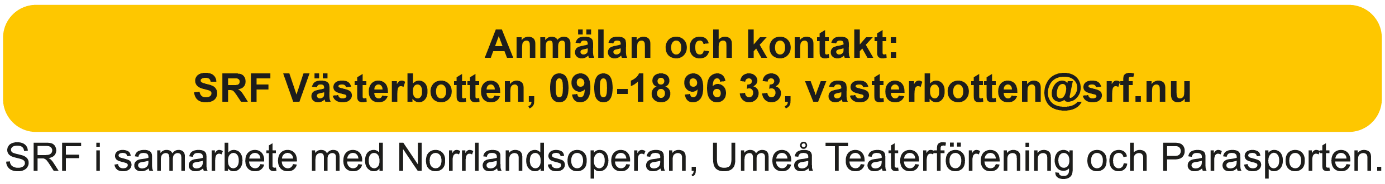 Anmälan och kontakt:
SRF Västerbotten, 090-18 96 33, vasterbotten@srf.nu
SRF i samarbete med Norrlandsoperan, Umeå Teaterförening och Parasporten.